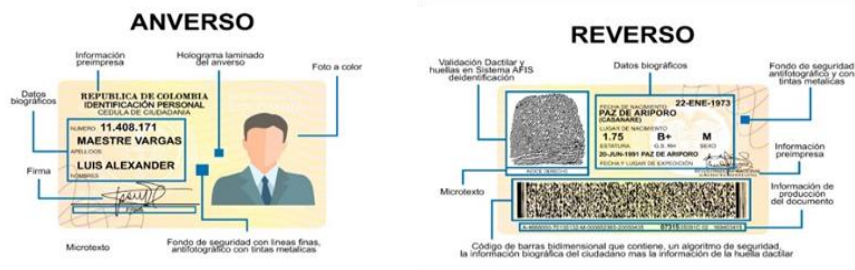 ANVERSO
Información
preimpresa
Holograma laminado
del anverso
Foto a color
Datos
biográficos
REPUBLICA DE COLOMBIA
IDENTIFICACIÓN PERSONAL
CEDULA DE CIUDADANIA
NUMERO 11.408.171
MAESTRE VARGAS
APELLIDOS
LUIS ALEXANDER
NOMBRES
Firma
FIRMA
Microtexto
Fondo de seguridad con líneas finas,
antifotográfico con tintas metalicas
REVERSO
Validación Dactilar y
huellas en Sistema AFIS
deidentificación
Datos biográficos
Fondo de seguridad
antifotográfico y con
tintas metalicas
FECHA DE NACIMIENTO 22-ENE-1973
PAZ DE ARIPORO
(CASANARE)
LUGAR DE NACIMIENTO
1.75 B+ M
ESTATURA G.S. RH SEXO
20-JUN-1991 PAZ DE ARIPORO
FECHA Y LUGAR DE EXPEDICIÓN
INDICE DERECHO
Información
preimpresa
Microtexto
Información de
producción
del documento
Código de barras bidimensional que contiene, un algoritmo de seguridad,
la información biográfica del ciudadano mas la información de la huella dactilar